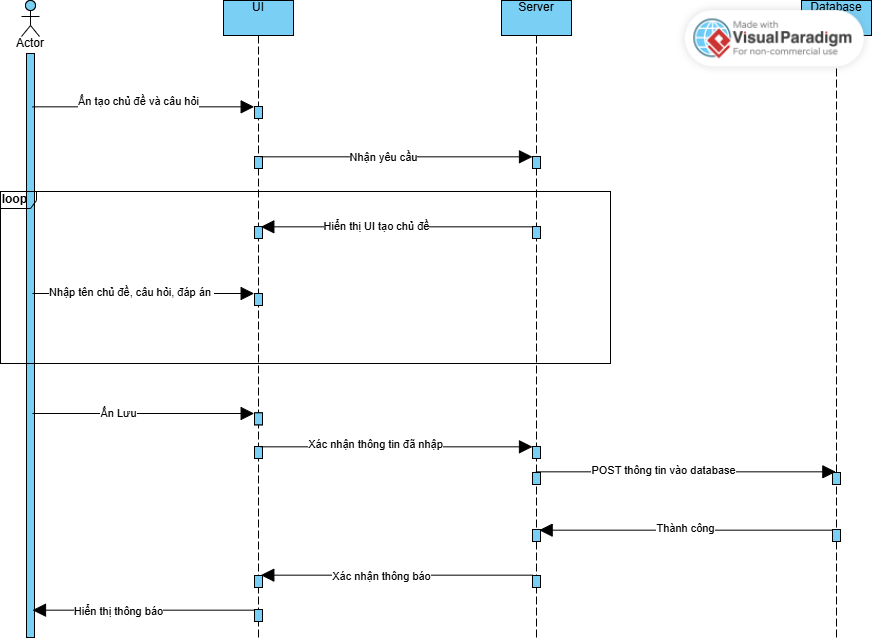 UI
Server
Database
Made with
Visual Paradigm
For non-commercial use
Actor
Ấn tạo chủ đề và câu hỏi
Nhận yêu cầu
loop
Hiển thị UI tạo chủ đề
Nhập tên chủ đề, câu hỏi, đáp án
Ấn Lưu
Xác nhận thông tin đã nhập
POST thông tin vào database
Thành công
Xác nhận thông báo
Hiển thị thông báo